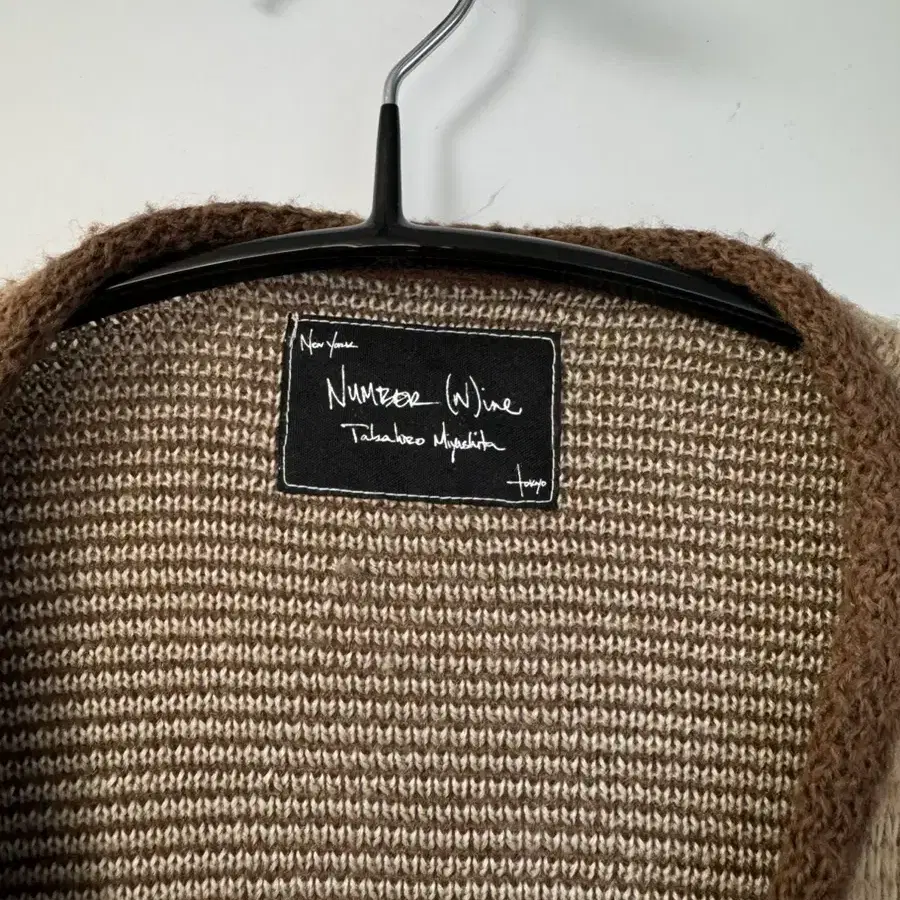 New York
NUMBER (N)ine
Takahiro Miyashita
tokyo